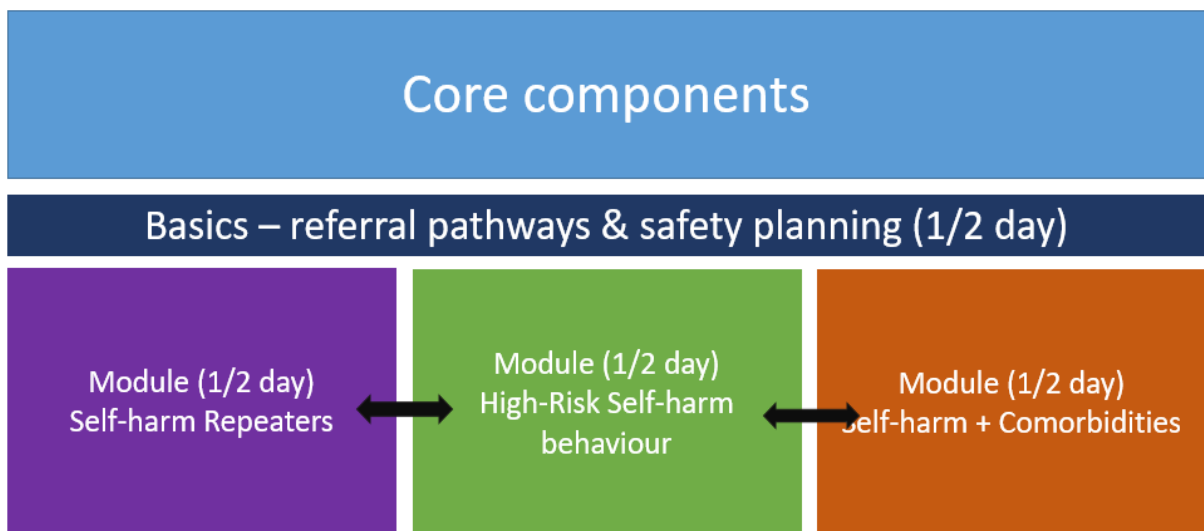 Core components
Basics – referral pathways & safety planning (1/2 day)
Module (1/2 day)
Self-harm Repeaters
Module (1/2 day)
High-Risk Self-harm
behaviour
Module (1/2 day)
Self-harm + Comorbidities